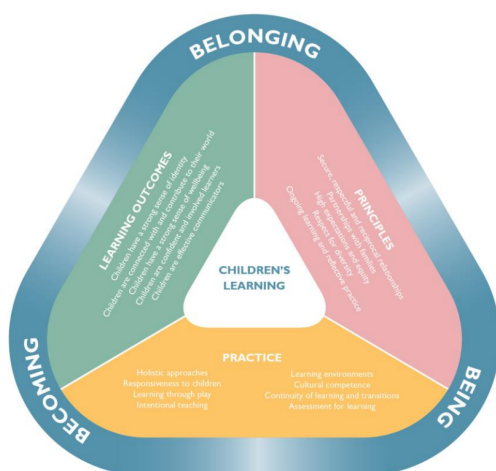 BELONGING
LEARNING OUTCOMES
Children have a strong sense of identity
Children are connected with and contribute to their world
Children have a strong sense of wellbeing
Children are confident and involved learners
Children are effective communicators
PRINCIPLES
Secure, respectful and reciprocal relationships
Partnerships with families
High expectations and equity
Respect for diversity
Ongoing learning and reflective practice
CHILDREN'S
LEARNING
PRACTICE
Holistic approaches
Responsiveness to children
Learning through play
Intentional teaching
Learning environments
Cultural competence
Continuity of learning and transitions
Assessment for learning
BECOMING
BEING